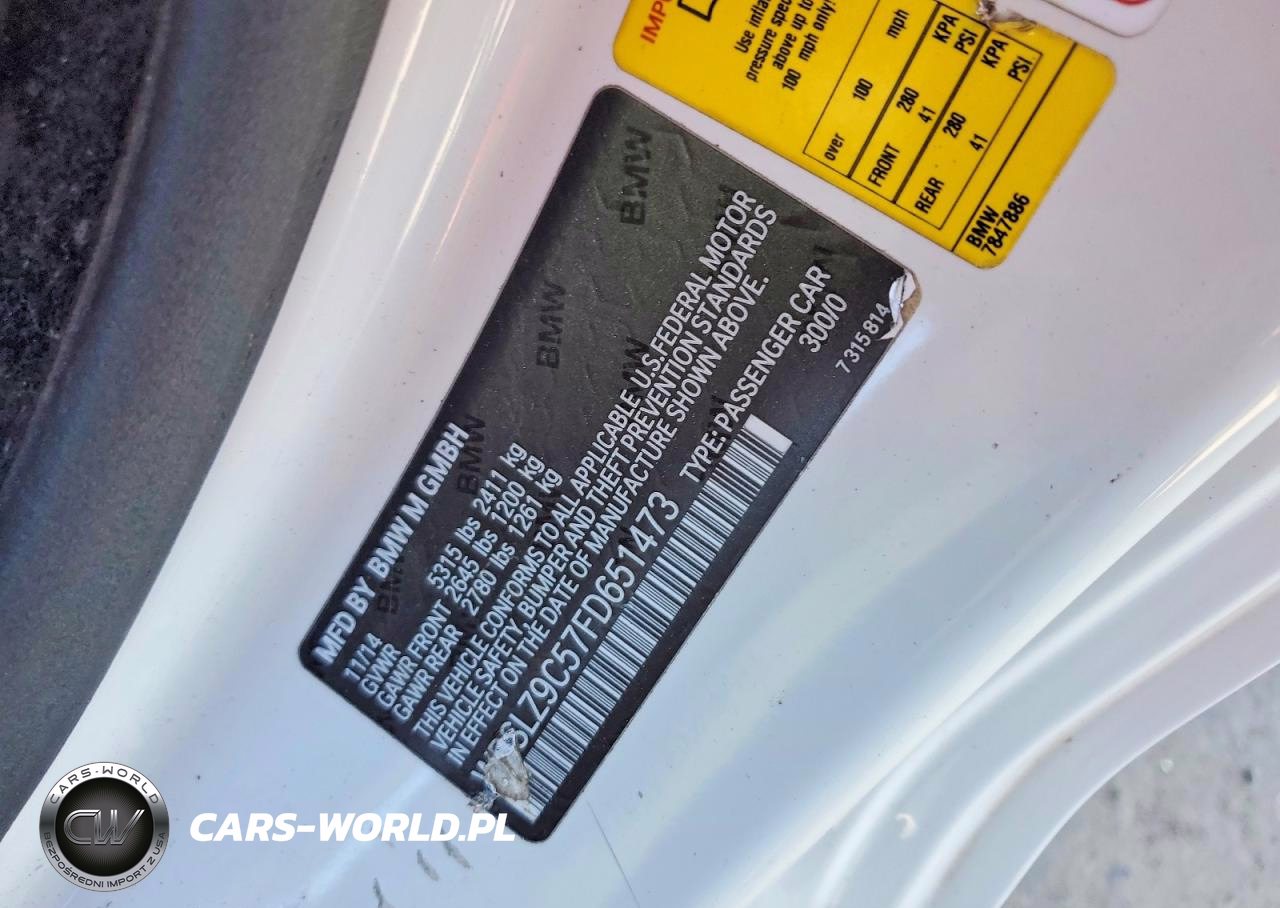 IMPO
Use infla
pressure spec
above up to
100 mph only!
over 100 mph
FRONT 280 KPA
41 PSI
REAR 280 KPA
41 PSI
BMW
7847886
MFD BY BMW M GMBH
11/14
GVWR 5315 lbs 2411 kg
GAWR FRONT 2645 lbs 1200 kg
GAWR REAR 2780 lbs 1261 kg
THIS VEHICLE CONFORMS TO ALL APPLICABLE U.S.FEDERAL MOTOR
VEHICLE SAFETY, BUMPER AND THEFT PREVENTION STANDARDS
IN EFFECT ON THE DATE OF MANUFACTURE SHOWN ABOVE.
SLZ9C57FD651473 TYPE: PASSENGER CAR
300/0
7315814
BMW
BMW
BMW
BMW
CARS-WORLD
CW
BEZPOŚREDNI IMPORT Z USA
CARS-WORLD.PL